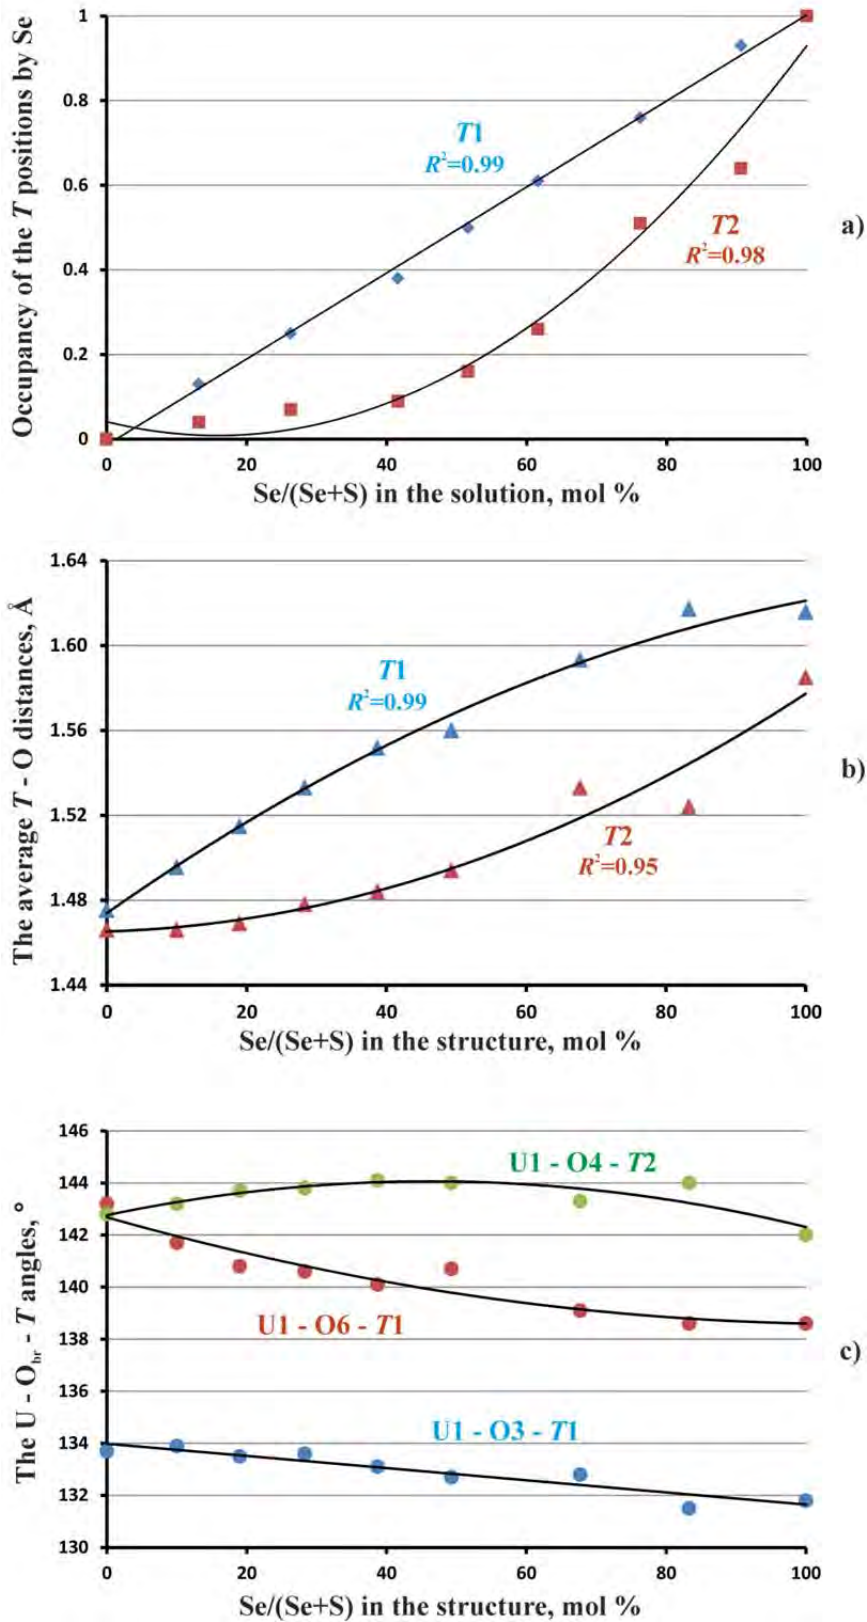 Occupancy of the T positions by Se
1
0.8
0.6
0.4
0.2
0
T1
R²=0.99
T2
R²=0.98
a)
0 20 40 60 80 100
Se/(Se+S) in the solution, mol %
The average T - O distances, Å
1.64
1.60
1.56
1.52
1.48
1.44
T1
R²=0.99
T2
R²=0.95
b)
0 20 40 60 80 100
Se/(Se+S) in the structure, mol %
The U - Obr - T angles, °
146
144
142
140
138
136
134
132
130
U1 - O4 - T2
U1 - O6 - T1
U1 - O3 - T1
c)
0 20 40 60 80 100
Se/(Se+S) in the structure, mol %